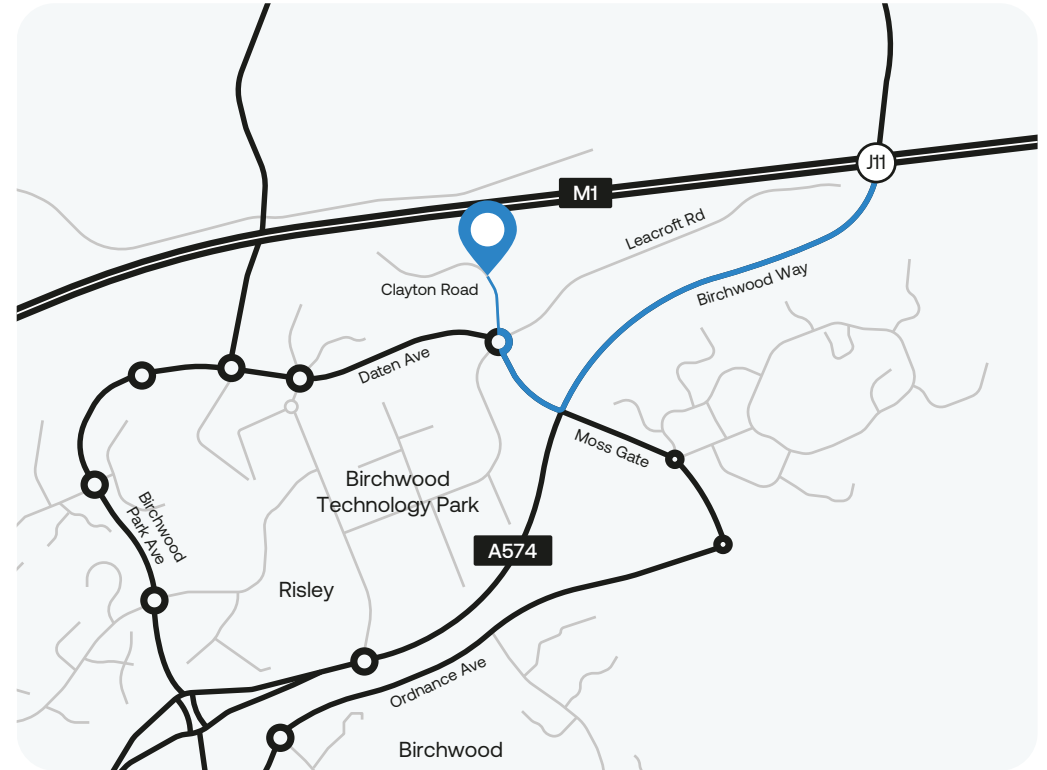 J11
M1
Leacroft Rd
Clayton Road
Birchwood Way
Daten Ave
Moss Gate
Birchwood
Technology Park
Birchwood
Park Ave
A574
Risley
Ordnance Ave
Birchwood